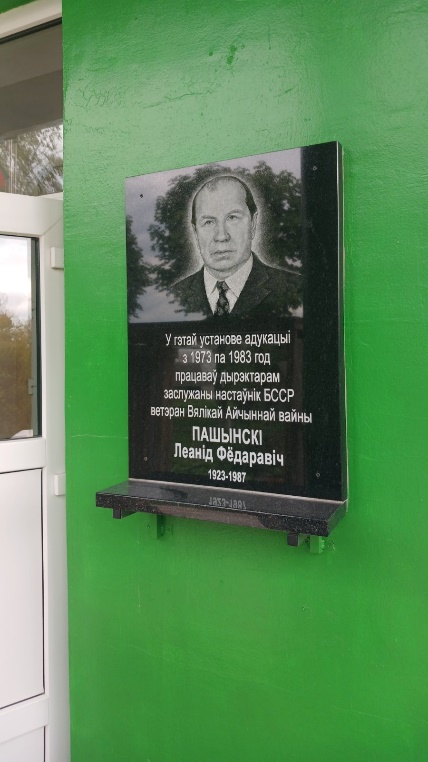 У гэтай установе адукацыі
з 1973 па 1983 год
працаваў дырэктарам
заслужаны настаўнік БССР
ветэран Вялікай Айчыннай вайны
ПАШЫНСКІ
Леанід Фёдаравіч
1923-1987